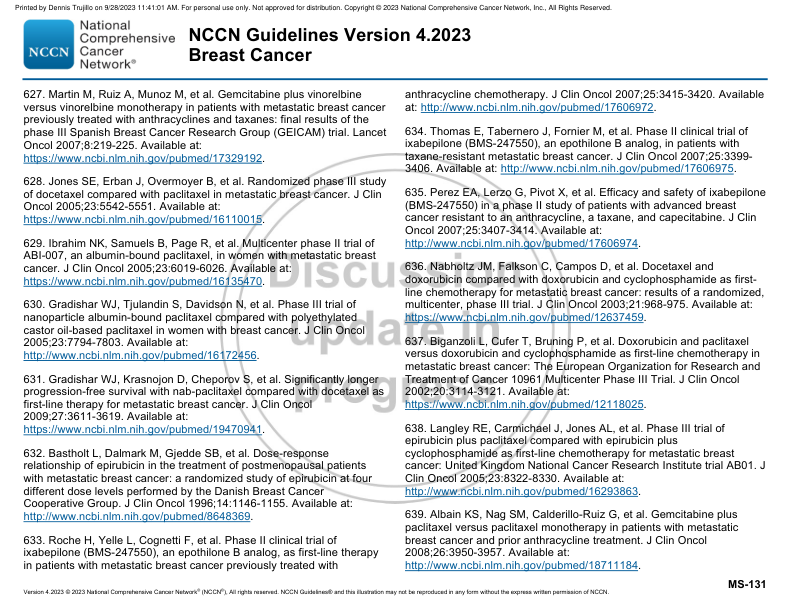 Printed by Dennis Trujillo on 9/28/2023 11:41:01 AM. For personal use only. Not approved for distribution. Copyright © 2023 National Comprehensive Cancer Network, Inc., All Rights Reserved.
NCCN
National
Comprehensive
Cancer
Network®
NCCN Guidelines Version 4.2023
Breast Cancer
627. Martin M, Ruiz A, Munoz M, et al. Gemcitabine plus vinorelbine
versus vinorelbine monotherapy in patients with metastatic breast cancer
previously treated with anthracyclines and taxanes: final results of the
phase III Spanish Breast Cancer Research Group (GEICAM) trial. Lancet
Oncol 2007;8:219-225. Available at:
https://www.ncbi.nlm.nih.gov/pubmed/17329192.
628. Jones SE, Erban J, Overmoyer B, et al. Randomized phase III study
of docetaxel compared with paclitaxel in metastatic breast cancer. J Clin
Oncol 2005;23:5542-5551. Available at:
https://www.ncbi.nlm.nih.gov/pubmed/16110015.
629. Ibrahim NK, Samuels B, Page R, et al. Multicenter phase II trial of
ABI-007, an albumin-bound paclitaxel, in women with metastatic breast
cancer. J Clin Oncol 2005;23:6019-6026. Available at:
https://www.ncbi.nlm.nih.gov/pubmed/16135470.
630. Gradishar WJ, Tjulandin S, Davidson N, et al. Phase III trial of
nanoparticle albumin-bound paclitaxel compared with polyethylated
castor oil-based paclitaxel in women with breast cancer. J Clin Oncol
2005;23:7794-7803. Available at:
http://www.ncbi.nlm.nih.gov/pubmed/16172456.
631. Gradishar WJ, Krasnojon D, Cheporov S, et al. Significantly longer
progression-free survival with nab-paclitaxel compared with docetaxel as
first-line therapy for metastatic breast cancer. J Clin Oncol
2009;27:3611-3619. Available at:
https://www.ncbi.nlm.nih.gov/pubmed/19470941.
632. Bastholt L, Dalmark M, Gjedde SB, et al. Dose-response
relationship of epirubicin in the treatment of postmenopausal patients
with metastatic breast cancer: a randomized study of epirubicin at four
different dose levels performed by the Danish Breast Cancer
Cooperative Group. J Clin Oncol 1996;14:1146-1155. Available at:
http://www.ncbi.nlm.nih.gov/pubmed/8648369.
633. Roche H, Yelle L, Cognetti F, et al. Phase II clinical trial of
ixabepilone (BMS-247550), an epothilone B analog, as first-line therapy
in patients with metastatic breast cancer previously treated with
anthracycline chemotherapy. J Clin Oncol 2007;25:3415-3420. Available
at: http://www.ncbi.nlm.nih.gov/pubmed/17606972.
634. Thomas E, Tabernero J, Fornier M, et al. Phase II clinical trial of
ixabepilone (BMS-247550), an epothilone B analog, in patients with
taxane-resistant metastatic breast cancer. J Clin Oncol 2007;25:3399-
3406. Available at: http://www.ncbi.nlm.nih.gov/pubmed/17606975.
635. Perez EA, Lerzo G, Pivot X, et al. Efficacy and safety of ixabepilone
(BMS-247550) in a phase II study of patients with advanced breast
cancer resistant to an anthracycline, a taxane, and capecitabine. J Clin
Oncol 2007;25:3407-3414. Available at:
http://www.ncbi.nlm.nih.gov/pubmed/17606974.
636. Nabholtz JM, Falkson C, Campos D, et al. Docetaxel and
doxorubicin compared with doxorubicin and cyclophosphamide as first-
line chemotherapy for metastatic breast cancer: results of a randomized,
multicenter, phase III trial. J Clin Oncol 2003;21:968-975. Available at:
https://www.ncbi.nlm.nih.gov/pubmed/12637459.
637. Biganzoli L, Cufer T, Bruning P, et al. Doxorubicin and paclitaxel
versus doxorubicin and cyclophosphamide as first-line chemotherapy in
metastatic breast cancer: The European Organization for Research and
Treatment of Cancer 10961 Multicenter Phase III Trial. J Clin Oncol
2002;20:3114-3121. Available at:
https://www.ncbi.nlm.nih.gov/pubmed/12118025.
638. Langley RE, Carmichael J, Jones AL, et al. Phase III trial of
epirubicin plus paclitaxel compared with epirubicin plus
cyclophosphamide as first-line chemotherapy for metastatic breast
cancer: United Kingdom National Cancer Research Institute trial AB01. J
Clin Oncol 2005;23:8322-8330. Available at:
https://www.ncbi.nlm.nih.gov/pubmed/16293863.
639. Albain KS, Nag SM, Calderillo-Ruiz G, et al. Gemcitabine plus
paclitaxel versus paclitaxel monotherapy in patients with metastatic
breast cancer and prior anthracycline treatment. J Clin Oncol
2008;26:3950-3957. Available at:
https://www.ncbi.nlm.nih.gov/pubmed/18711184.
Discussion
update in
progress
MS-131
Version 4.2023 © 2023 National Comprehensive Cancer Network® (NCCN®), All rights reserved. NCCN Guidelines® and this illustration may not be reproduced in any form without the express written permission of NCCN.